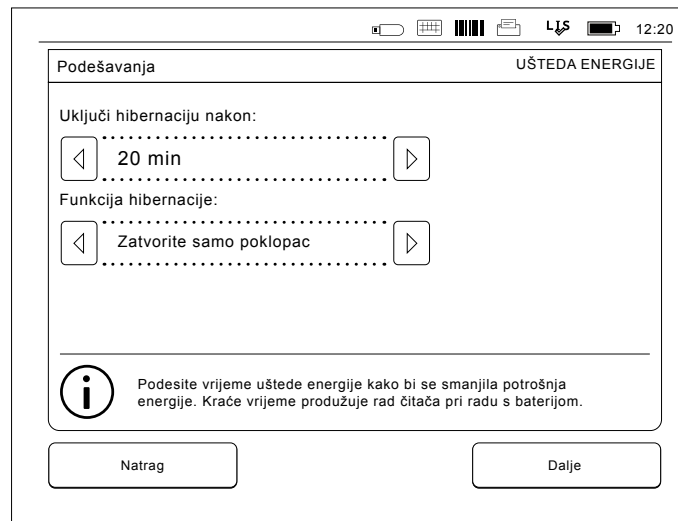 LIS 12:20
Podešavanja UŠTEDA ENERGIJE
Uključi hibernaciju nakon:
20 min
Funkcija hibernacije:
Zatvorite samo poklopac
Podesite vrijeme uštede energije kako bi se smanjila potrošnja
energije. Kraće vrijeme produžuje rad čitača pri radu s baterijom.
Natrag Dalje